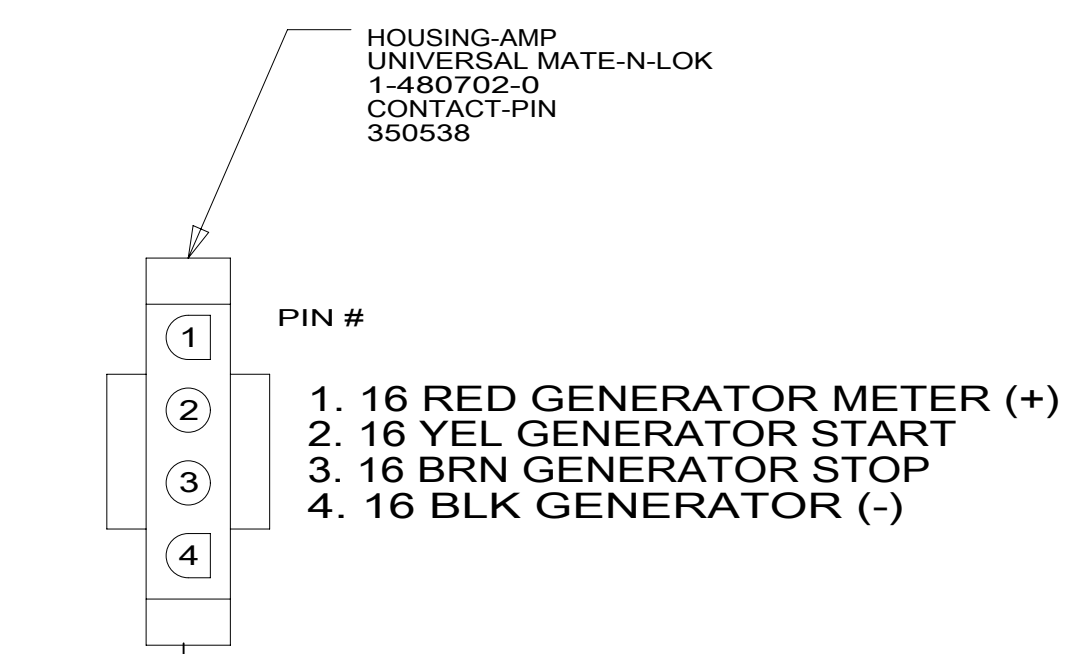 HOUSING-AMP
UNIVERSAL MATE-N-LOK
1-480702-0
CONTACT-PIN
350538
PIN #
1
2
3
4
1. 16 RED GENERATOR METER (+)
2. 16 YEL GENERATOR START
3. 16 BRN GENERATOR STOP
4. 16 BLK GENERATOR (-)